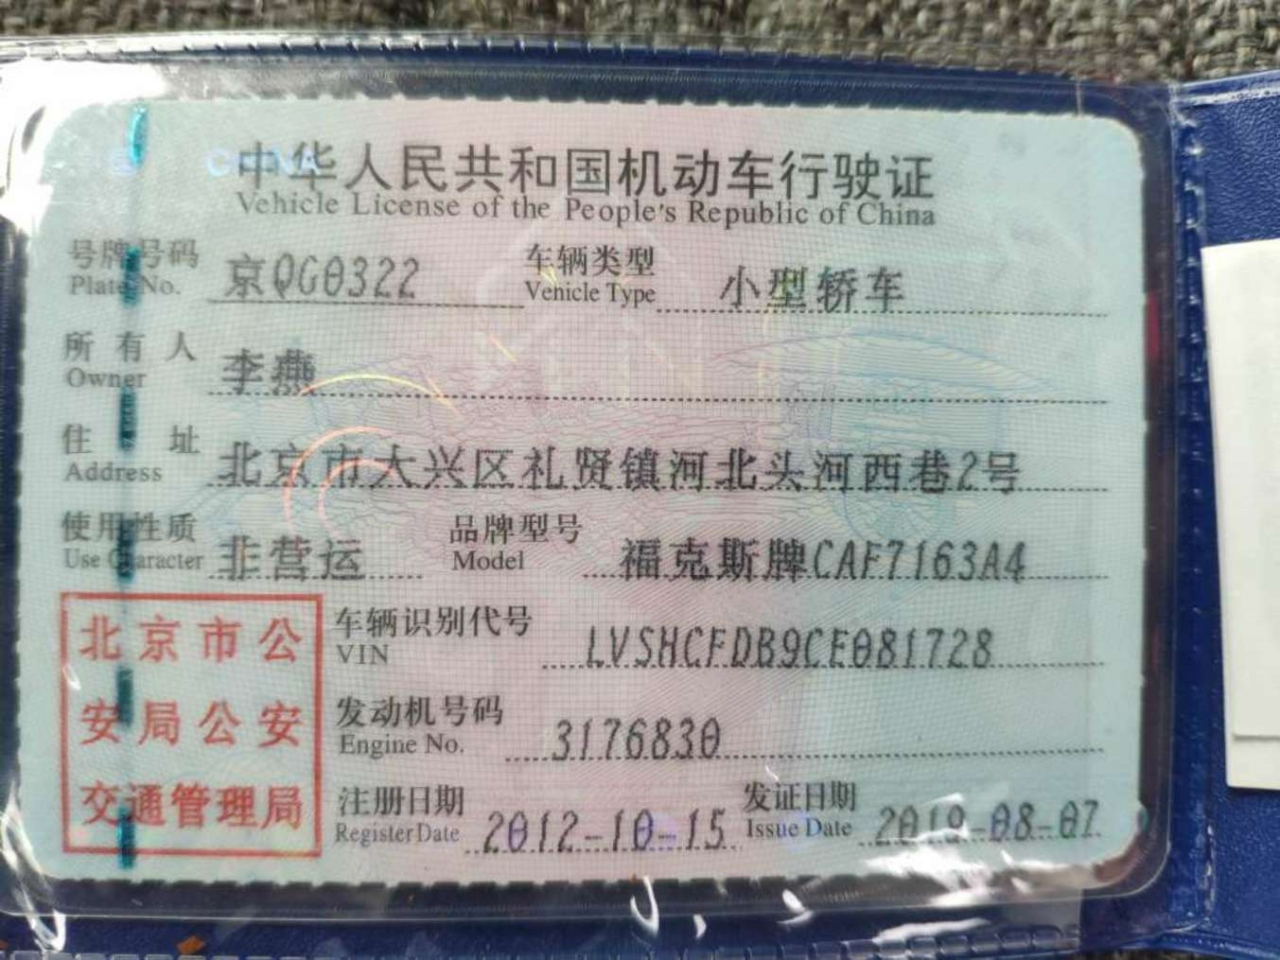 中华人民共和国机动车行驶证
Vehicle License of the People's Republic of China
号牌号码 京QG0322 车辆类型 小型轿车
Plate No. Vehicle Type
所有人 李燕
Owner
住址 北京市大兴区礼贤镇河北头河西巷2号
Address
使用性质 非营运 品牌型号 福克斯牌CAF7163A4
Use Character Model
北京市公
安局公安
交通管理局
车辆识别代号 LVSHCFDB9CE081728
VIN
发动机号码 3176830
Engine No.
注册日期 2012-10-15 发证日期 2019-08-07
Register Date Issue Date